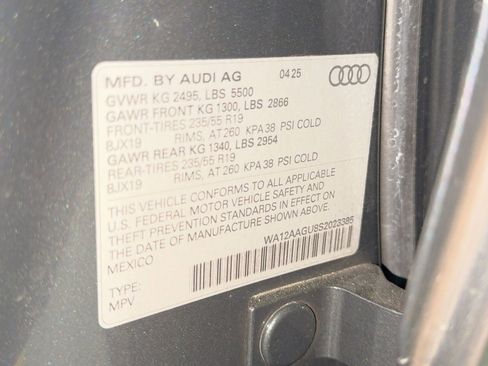 MFD. BY AUDI AG 04 25
GVWR KG 2495, LBS 5500
GAWR FRONT KG 1300, LBS 2866
FRONT-TIRES 235/55 R19
8JX19 RIMS, AT 260 KPA 38 PSI COLD
GAWR REAR KG 1340, LBS 2954
REAR-TIRES 235/55 R19
8JX19 RIMS, AT 260 KPA 38 PSI COLD
THIS VEHICLE CONFORMS TO ALL APPLICABLE
U.S. FEDERAL MOTOR VEHICLE SAFETY AND
THEFT PREVENTION STANDARDS IN EFFECT ON
THE DATE OF MANUFACTURE SHOWN ABOVE
MEXICO WA12AAGU8S2023385
TYPE:
MPV